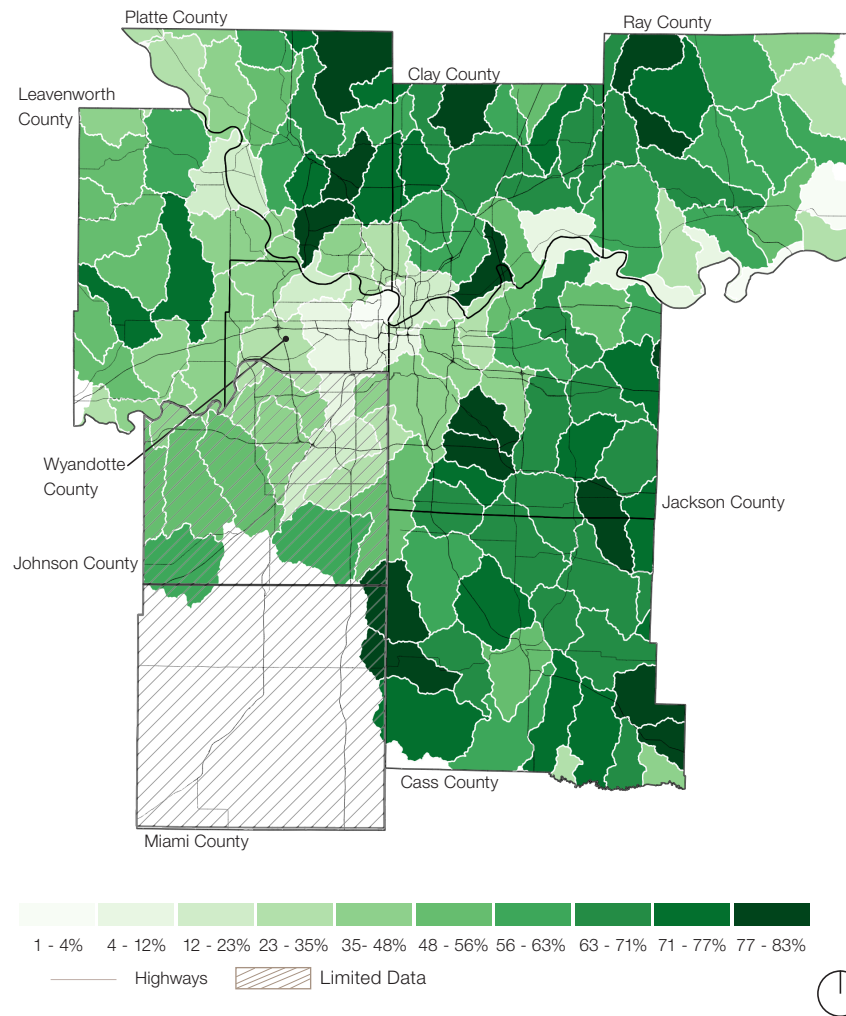 Platte County
Ray County
Clay County
Leavenworth
County
Wyandotte
County
Jackson County
Johnson County
Cass County
Miami County
1 - 4%
4 - 12%
12 - 23%
23 - 35%
35- 48%
48 - 56%
56 - 63%
63 - 71%
71 - 77%
77 - 83%
Highways
Limited Data